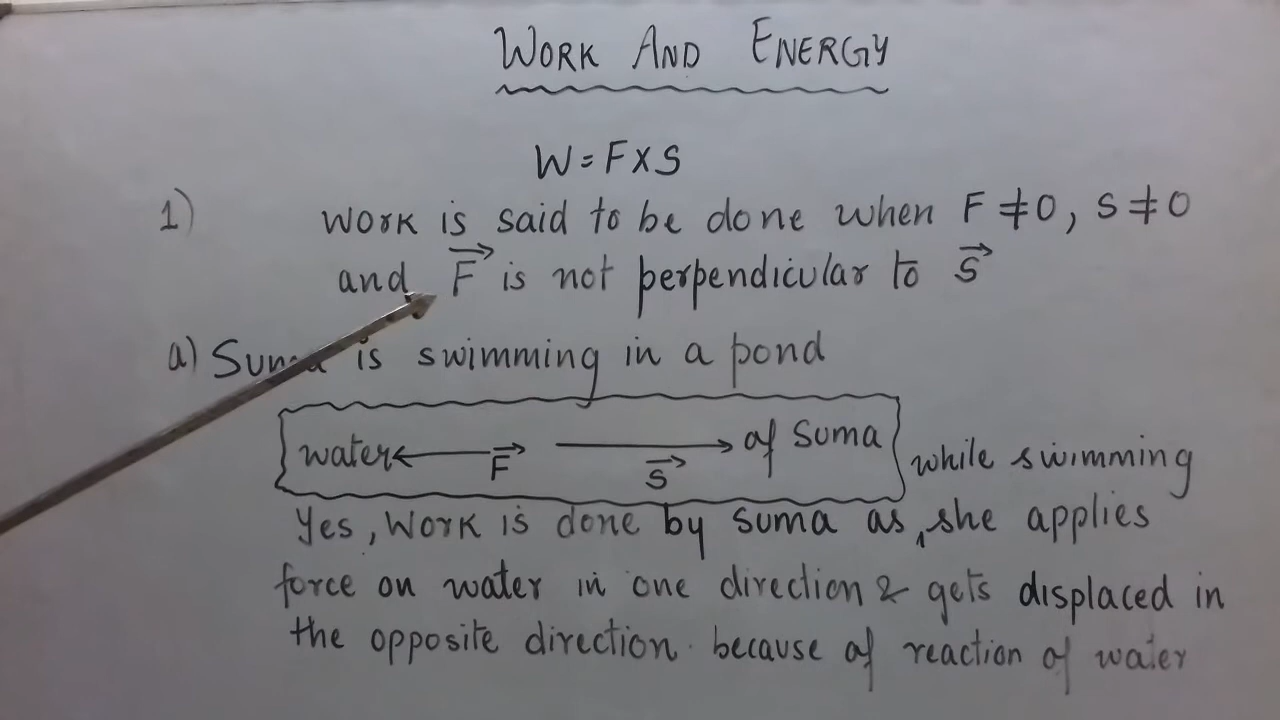 WORK AND ENERGY
W = F X S
1) Work is said to be done when F ≠ 0, S ≠ 0
and F→ is not perpendicular to S→
a) Suma is swimming in a pond
water ← F→ → S→ of Suma
while swimming
Yes, Work is done by Suma as, she applies
force on water in one direction & gets displaced in
the opposite direction because of reaction of water